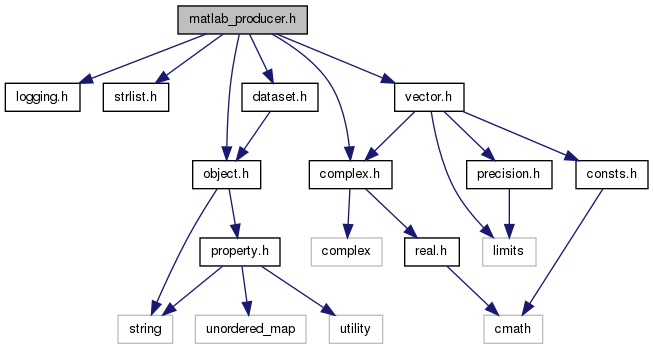 matlab_producer.h
logging.h
strlist.h
dataset.h
vector.h
object.h
complex.h
precision.h
consts.h
property.h
complex
real.h
limits
string
unordered_map
utility
cmath